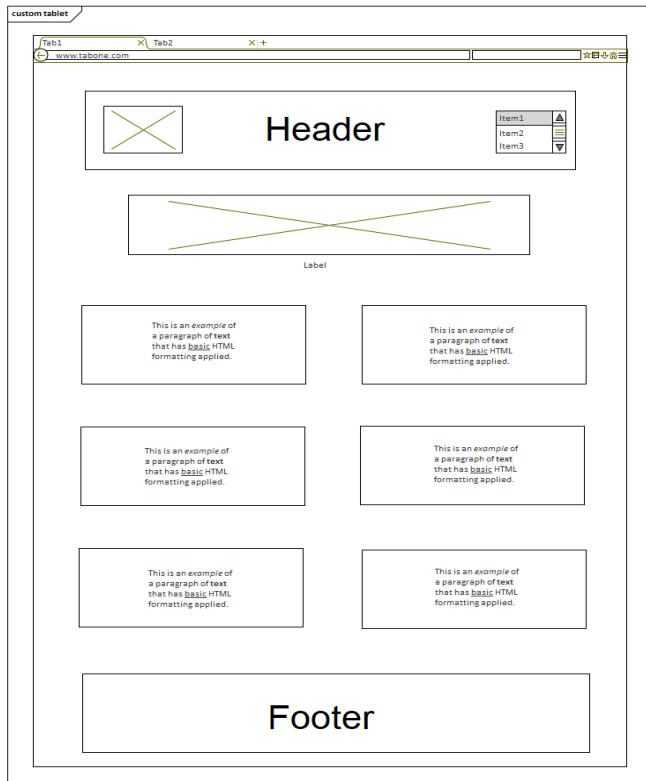 custom tablet
Tab1
Tab2
www.tabone.com
Header
Item1
Item2
Item3
Label
This is an example of
a paragraph of text
that has basic HTML
formatting applied.
This is an example of
a paragraph of text
that has basic HTML
formatting applied.
This is an example of
a paragraph of text
that has basic HTML
formatting applied.
This is an example of
a paragraph of text
that has basic HTML
formatting applied.
This is an example of
a paragraph of text
that has basic HTML
formatting applied.
This is an example of
a paragraph of text
that has basic HTML
formatting applied.
Footer